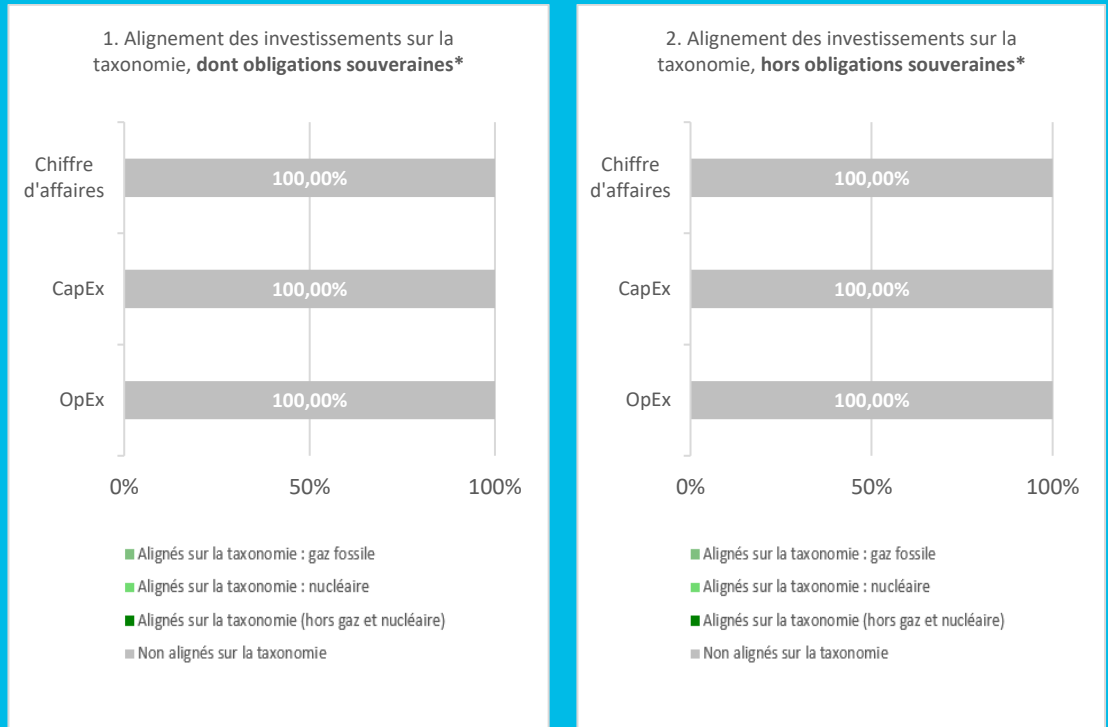 1. Alignement des investissements sur la
taxonomie, dont obligations souveraines*
Chiffre
d'affaires
100,00%
CapEx
100,00%
OpEx
100,00%
0%
50%
100%
Alignés sur la taxonomie : gaz fossile
Alignés sur la taxonomie : nucléaire
Alignés sur la taxonomie (hors gaz et nucléaire)
Non alignés sur la taxonomie
2. Alignement des investissements sur la
taxonomie, hors obligations souveraines*
Chiffre
d'affaires
100,00%
CapEx
100,00%
OpEx
100,00%
0%
50%
100%
Alignés sur la taxonomie : gaz fossile
Alignés sur la taxonomie : nucléaire
Alignés sur la taxonomie (hors gaz et nucléaire)
Non alignés sur la taxonomie